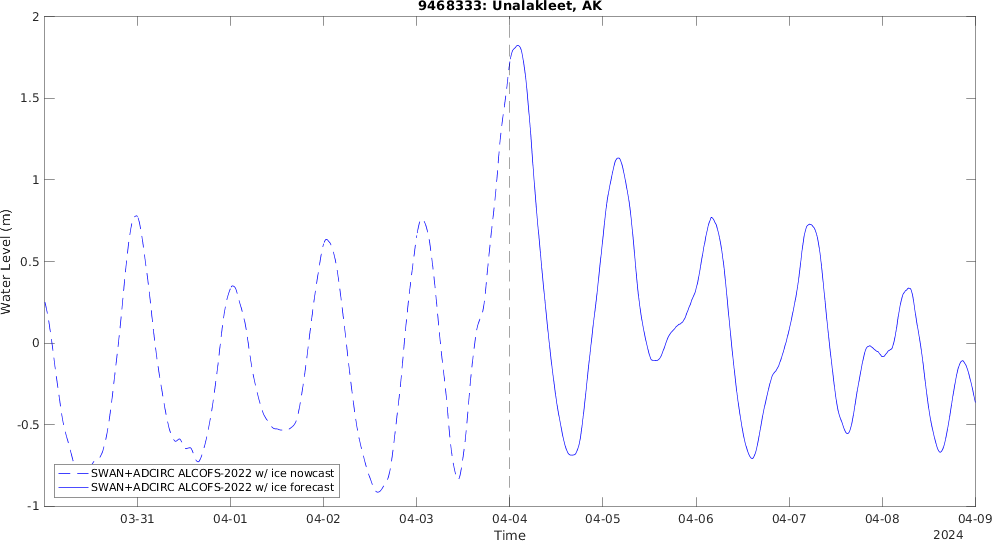 9468333: Unalakleet, AK
2
1.5
1
0.5
0
-0.5
-1
Water Level (m)
SWAN+ADCIRC ALCOFS-2022 w/ ice nowcast
SWAN+ADCIRC ALCOFS-2022 w/ ice forecast
03-31 04-01 04-02 04-03 04-04 04-05 04-06 04-07 04-08 04-09
Time
2024